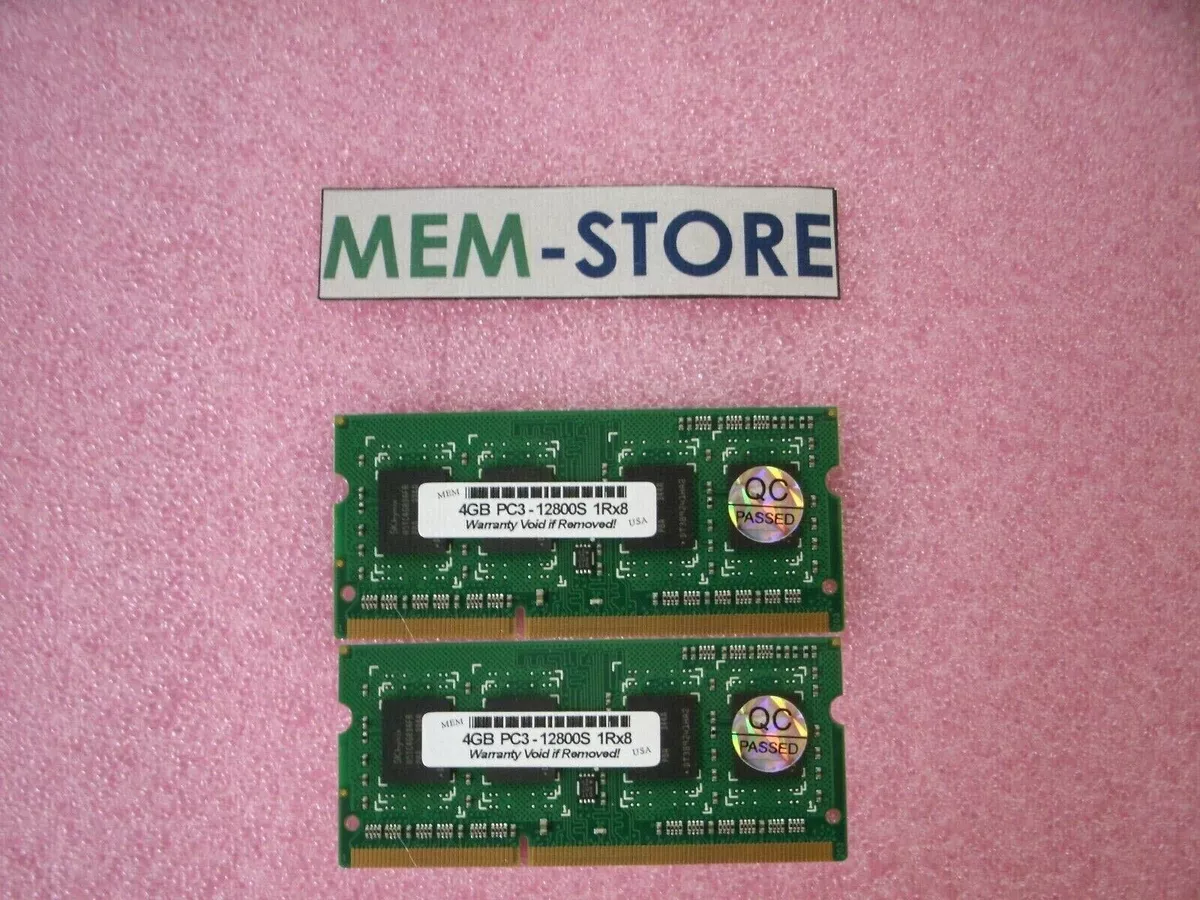 MEM-STORE
MEM
4GB PC3-12800S 1Rx8
Warranty Void if Removed!
USA
QC
PASSED
MEM
4GB PC3-12800S 1Rx8
Warranty Void if Removed!
USA
QC
PASSED